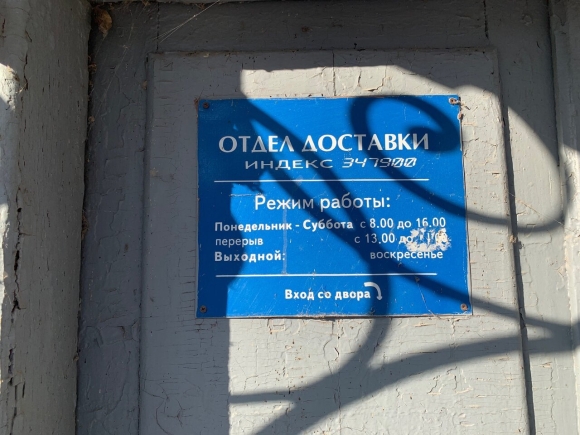 ОТДЕЛ ДОСТАВКИ
ИНДЕКС 347900
Режим работы:
Понедельник - Суббота с 8.00 до 16.00
перерыв с 13.00 до
Выходной: воскресенье
Вход со двора